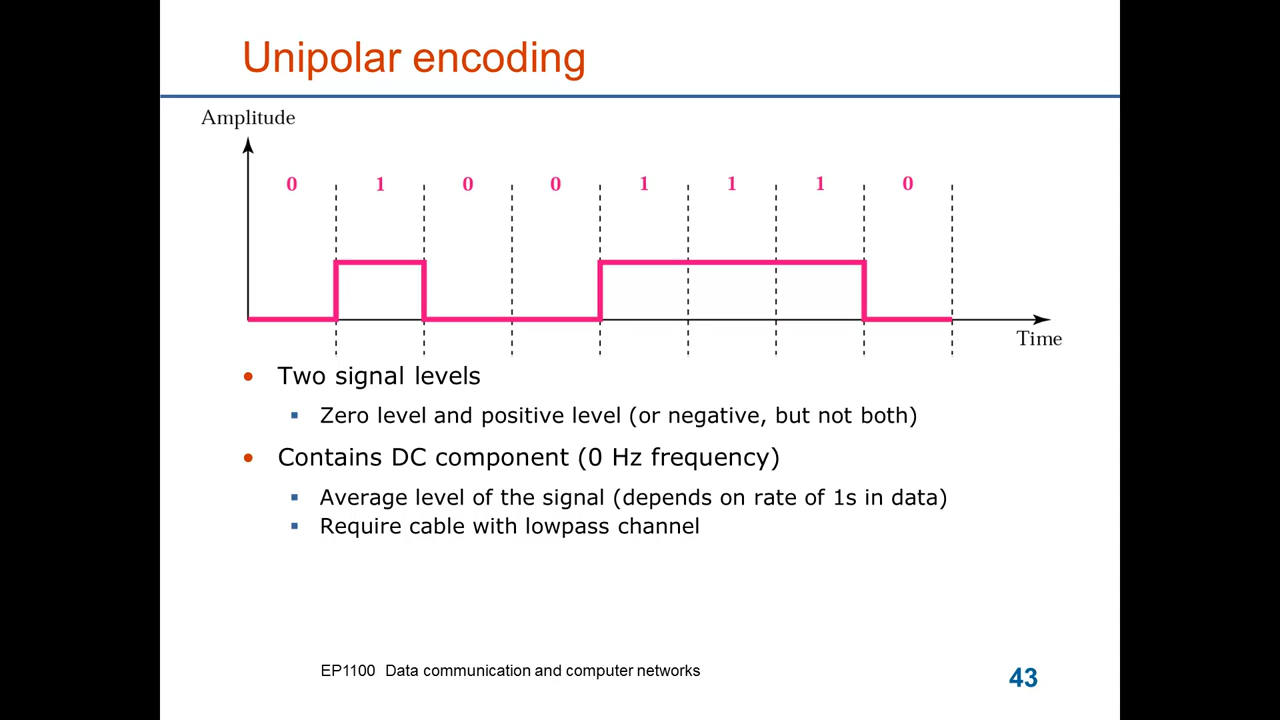 Unipolar encoding
Amplitude
0 1 0 0 1 1 1 0
Time
• Two signal levels
▪ Zero level and positive level (or negative, but not both)
• Contains DC component (0 Hz frequency)
▪ Average level of the signal (depends on rate of 1s in data)
▪ Require cable with lowpass channel
EP1100 Data communication and computer networks
43